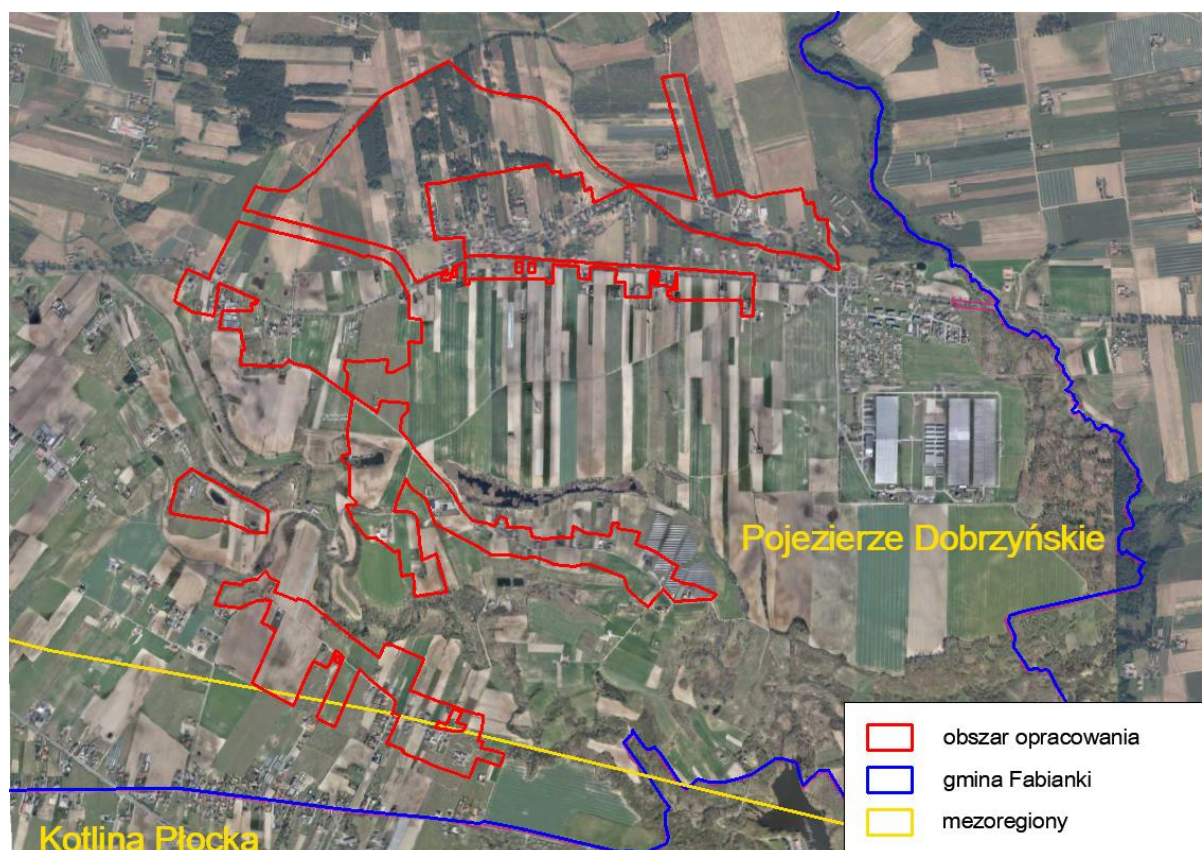 Pojezierze Dobrzyńskie
obszar opracowania
gmina Fabianki
mezoregiony
Kotlina Płocka